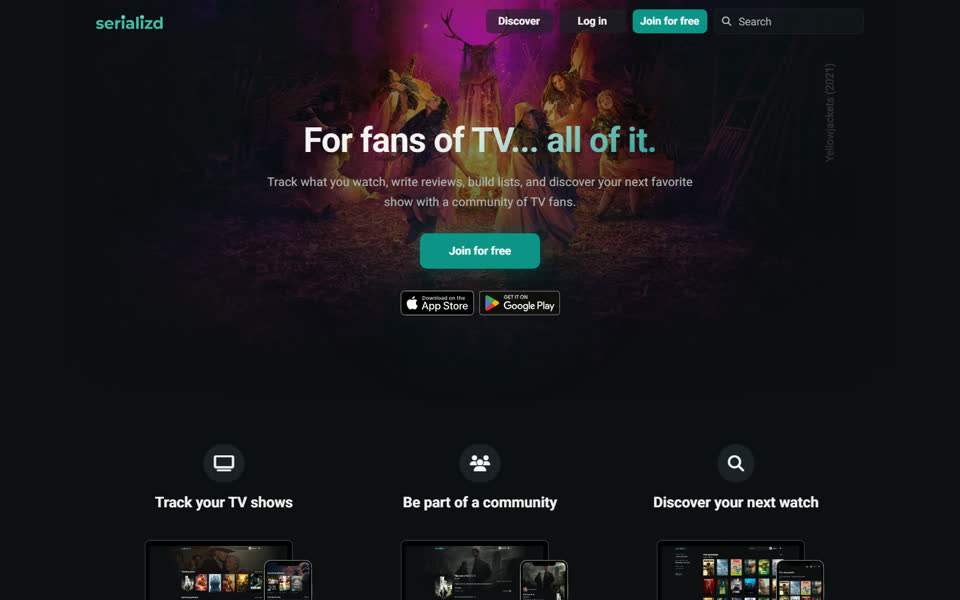 serializd
Discover
Log in
Join for free
Search
Yellowjackets (2021)
For fans of TV... all of it.
Track what you watch, write reviews, build lists, and discover your next favorite
show with a community of TV fans.
Join for free
Download on the
App Store
GET IT ON
Google Play
Track your TV shows
Be part of a community
Discover your next watch